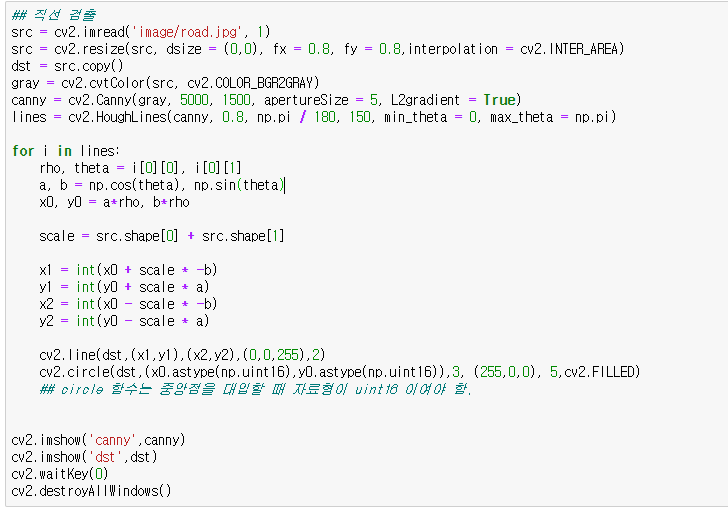 ## 직선 검출
src = cv2.imread('image/road.jpg', 1)
src = cv2.resize(src, dsize = (0,0), fx = 0.8, fy = 0.8,interpolation = cv2.INTER_AREA)
dst = src.copy()
gray = cv2.cvtColor(src, cv2.COLOR_BGR2GRAY)
canny = cv2.Canny(gray, 5000, 1500, apertureSize = 5, L2gradient = True)
lines = cv2.HoughLines(canny, 0.8, np.pi / 180, 150, min_theta = 0, max_theta = np.pi)
for i in lines:
    rho, theta = i[0][0], i[0][1]
    a, b = np.cos(theta), np.sin(theta)
    x0, y0 = a*rho, b*rho
    scale = src.shape[0] + src.shape[1]
    x1 = int(x0 + scale * -b)
    y1 = int(y0 + scale * a)
    x2 = int(x0 - scale * -b)
    y2 = int(y0 - scale * a)
    cv2.line(dst,(x1,y1),(x2,y2),(0,0,255),2)
    cv2.circle(dst,(x0.astype(np.uint16),y0.astype(np.uint16)),3, (255,0,0), 5,cv2.FILLED)
    ## circle 함수는 중앙점을 대입할 때 자료형이 uint16 이여야 함.
cv2.imshow('canny',canny)
cv2.imshow('dst',dst)
cv2.waitKey(0)
cv2.destroyAllWindows()